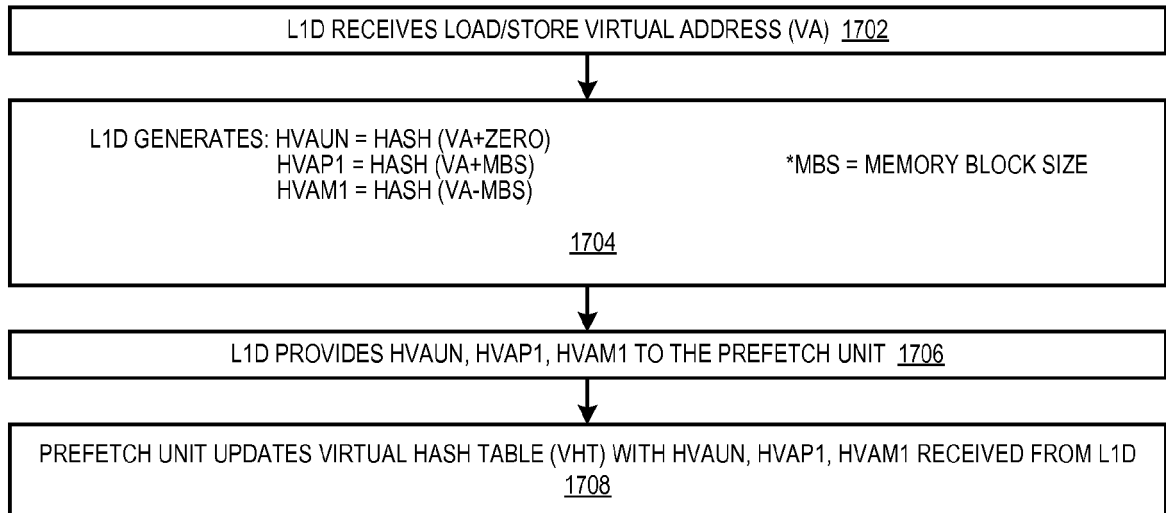 L1D RECEIVES LOAD/STORE VIRTUAL ADDRESS (VA) 1702
L1D GENERATES: HVAUN = HASH (VA+ZERO)
HVAP1 = HASH (VA+MBS) *MBS = MEMORY BLOCK SIZE
HVAM1 = HASH (VA-MBS)
1704
L1D PROVIDES HVAUN, HVAP1, HVAM1 TO THE PREFETCH UNIT 1706
PREFETCH UNIT UPDATES VIRTUAL HASH TABLE (VHT) WITH HVAUN, HVAP1, HVAM1 RECEIVED FROM L1D
1708